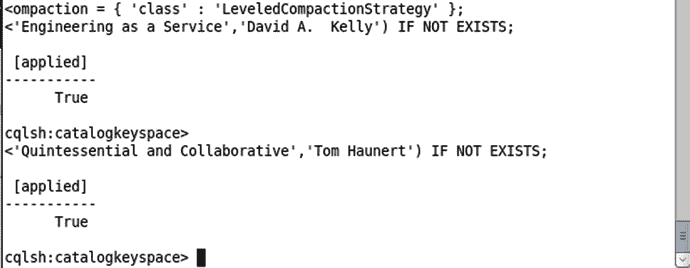 <ompaction = { 'class' : 'LeveledCompactionStrategy' };
<'Engineering as a Service','David A.  Kelly') IF NOT EXISTS;
[applied]
-----------
True
cqlsh:catalogkeyspace>
<'Quintessential and Collaborative','Tom Haunert') IF NOT EXISTS;
[applied]
-----------
True
cqlsh:catalogkeyspace>